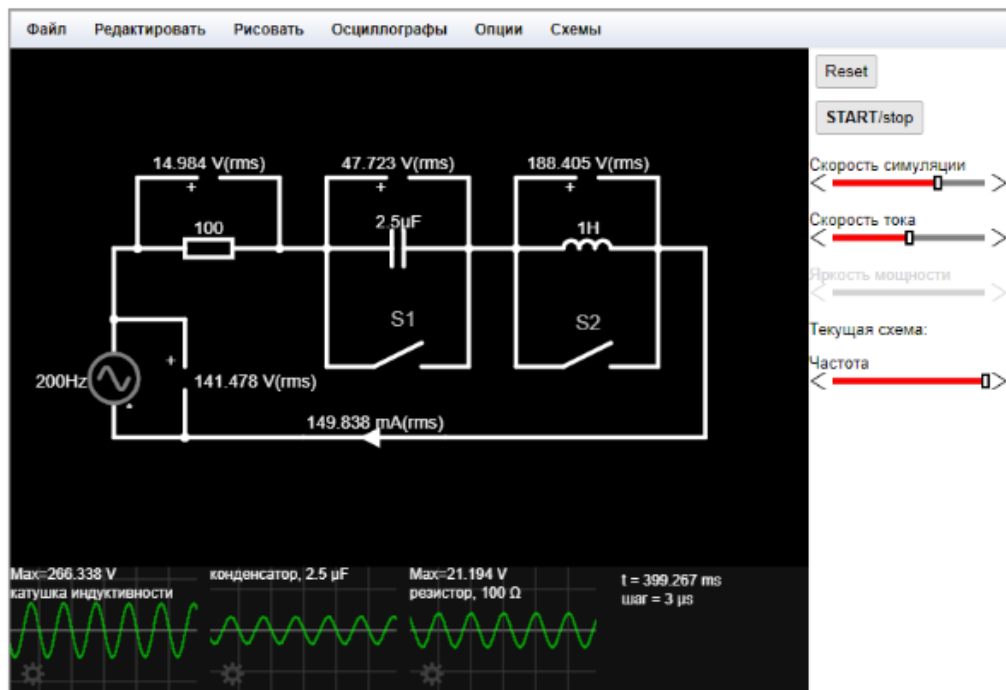 Файл Редактировать Рисовать Осциллографы Опции Схемы
Reset
START/stop
Скорость симуляции
Скорость тока
Яркость мощности
Текущая схема:
Частота
14.984 V(rms) 47.723 V(rms) 188.405 V(rms)
+ + +
100 2.5µF 1H
S1 S2
+
200Hz 141.478 V(rms)
149.838 mA(rms)
Max=266.338 V
катушка индуктивности
конденсатор, 2.5 µF
Max=21.194 V
резистор, 100 Ω
t = 399.267 ms
шаг = 3 µs